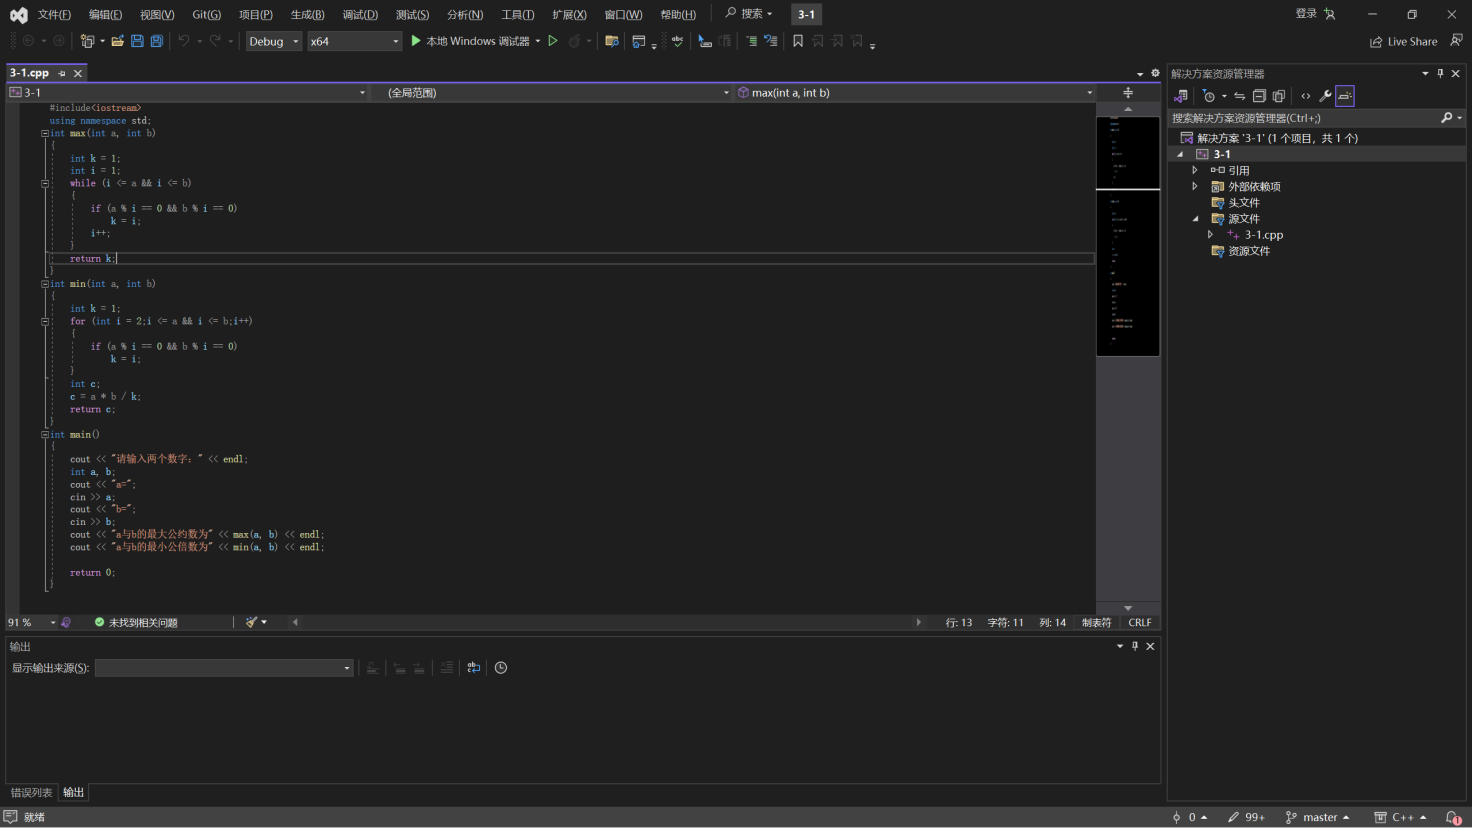 文件(F) 编辑(E) 视图(V) Git(G) 项目(P) 生成(B) 调试(D) 测试(S) 分析(N) 工具(T) 扩展(X) 窗口(W) 帮助(H) 搜索 3-1 登录
Debug x64 本地 Windows 调试器 Live Share
3-1.cpp
3-1 (全局范围) max(int a, int b)
#include<iostream>
using namespace std;
int max(int a, int b)
{
int k = 1;
int i = 1;
while (i <= a && i <= b)
{
if (a % i == 0 && b % i == 0)
k = i;
i++;
}
return k;
}
int min(int a, int b)
{
int k = 1;
for (int i = 2;i <= a && i <= b;i++)
{
if (a % i == 0 && b % i == 0)
k = i;
}
int c;
c = a * b / k;
return c;
}
int main()
{
cout << "请输入两个数字：" << endl;
int a, b;
cout << "a=";
cin >> a;
cout << "b=";
cin >> b;
cout << "a与b的最大公约数为" << max(a, b) << endl;
cout << "a与b的最小公倍数为" << min(a, b) << endl;
return 0;
}
91 % 未找到相关问题 行: 13 字符: 11 列: 14 制表符 CRLF
输出
显示输出来源(S):
错误列表 输出
解决方案资源管理器
搜索解决方案资源管理器(Ctrl+;)
解决方案 '3-1' (1 个项目，共 1 个)
3-1
引用
外部依赖项
头文件
源文件
3-1.cpp
资源文件
就绪 0 99+ master C++ 1